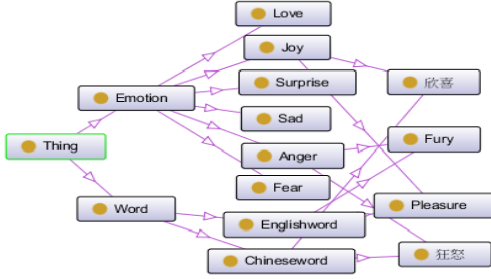 Love
Joy
Surprise
欣喜
Emotion
Sad
Fury
Thing
Anger
Fear
Pleasure
Word
Englishword
狂怒
Chineseword